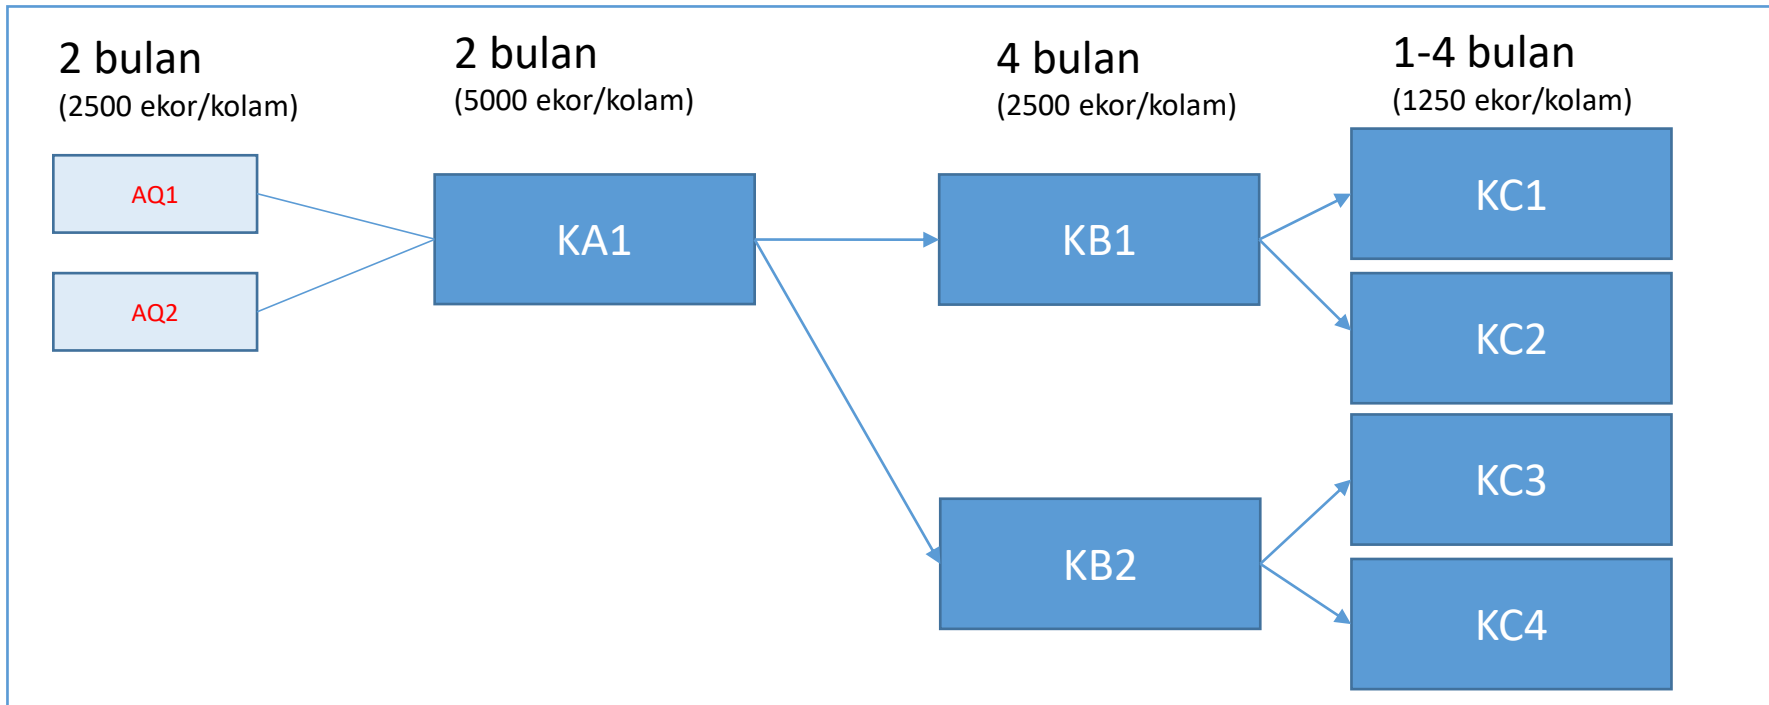 2 bulan
(2500 ekor/kolam)
2 bulan
(5000 ekor/kolam)
4 bulan
(2500 ekor/kolam)
1-4 bulan
(1250 ekor/kolam)
AQ1
AQ2
KA1
KB1
KB2
KC1
KC2
KC3
KC4